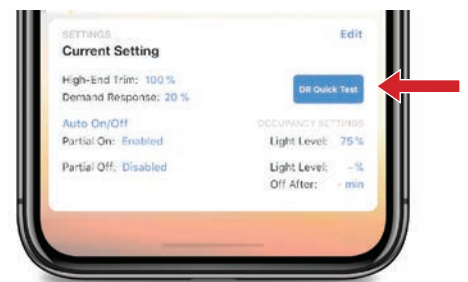 SETTINGS
Edit
Current Setting
High-End Trim: 100 %
Demand Response: 20 %
DR Quick Test
Auto On/Off
OCCUPANCY SETTINGS
Partial On: Enabled
Light Level: 75 %
Partial Off: Disabled
Light Level: - %
Off After: - min